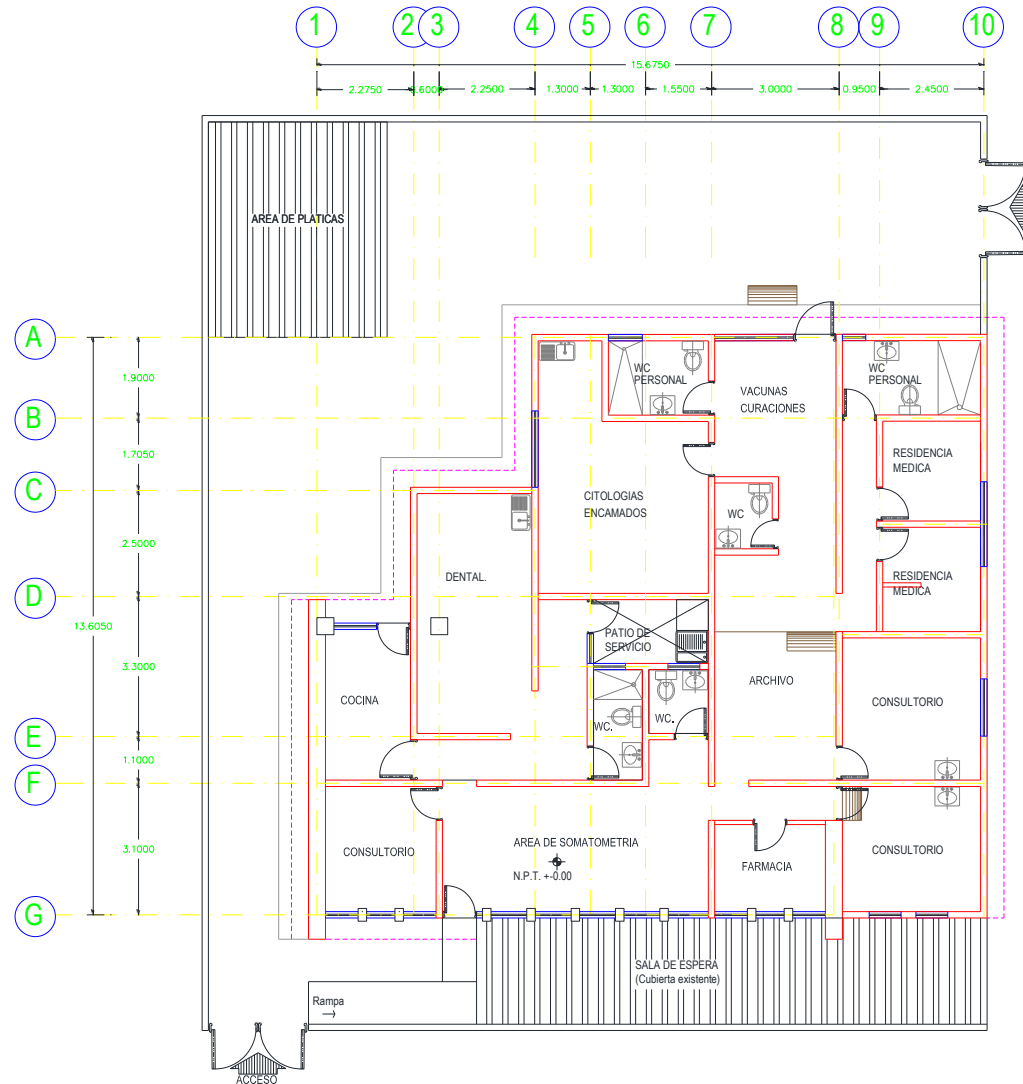 1
2
3
4
5
6
7
8
9
10
15.6750
2.2750
.6000
2.2500
1.3000
1.3000
1.5500
3.0000
0.9500
2.4500
AREA DE PLATICAS
A
B
C
D
E
F
G
1.9000
1.7050
2.5000
3.3000
1.1000
3.1000
13.6050
WC
PERSONAL
VACUNAS
CURACIONES
WC
PERSONAL
RESIDENCIA
MEDICA
CITOLOGIAS
ENCAMADOS
WC
DENTAL.
RESIDENCIA
MEDICA
PATIO DE
SERVICIO
COCINA
ARCHIVO
CONSULTORIO
WC.
WC.
CONSULTORIO
AREA DE SOMATOMETRIA
N.P.T. +-0.00
FARMACIA
CONSULTORIO
SALA DE ESPERA
(Cubierta existente)
Rampa
ACCESO